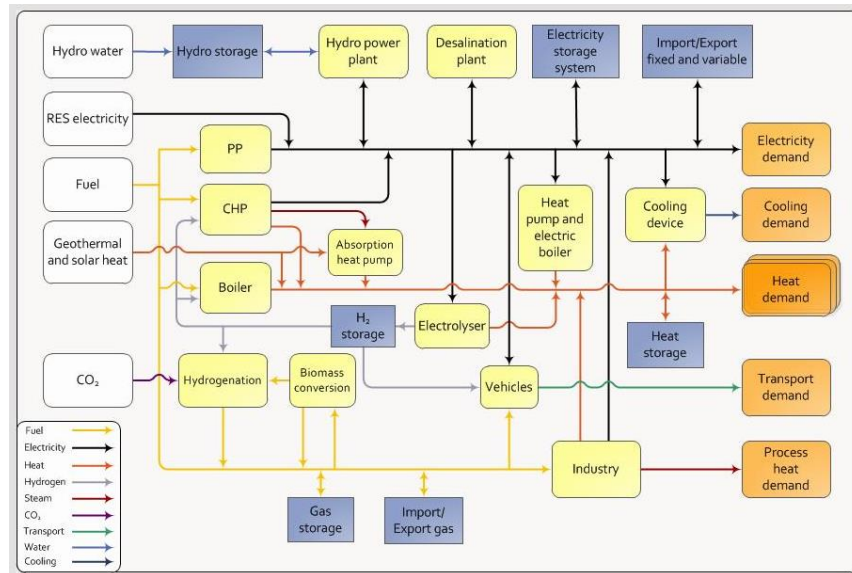 Hydro water
Hydro storage
Hydro power
plant
Desalination
plant
Electricity
storage
system
Import/Export
fixed and variable
RES electricity
PP
Electricity
demand
Fuel
CHP
Heat
pump and
electric
boiler
Cooling
device
Cooling
demand
Geothermal
and solar heat
Absorption
heat pump
Boiler
Heat
demand
H₂
storage
Electrolyser
Heat
storage
CO₂
Hydrogenation
Biomass
conversion
Vehicles
Transport
demand
Fuel
Electricity
Heat
Hydrogen
Steam
CO₂
Transport
Water
Cooling
Industry
Process
heat
demand
Gas
storage
Import/
Export gas